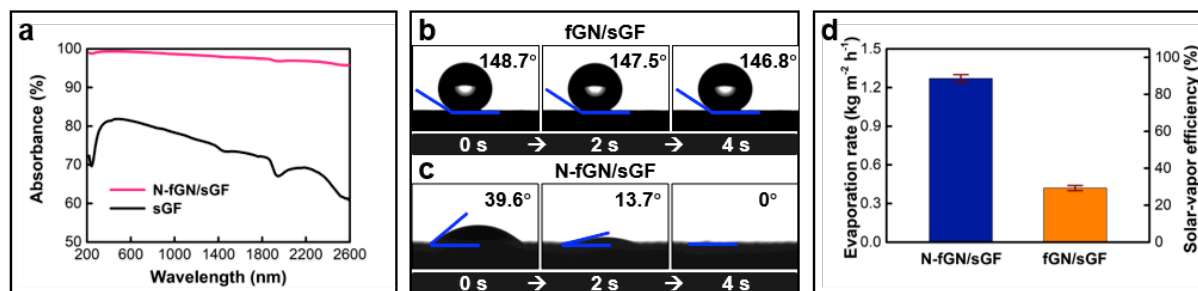 a
Absorbance (%)
100
90
80
70
60
50
N-fGN/sGF
sGF
200 600 1000 1400 1800 2200 2600
Wavelength (nm)
b
fGN/sGF
148.7° 147.5° 146.8°
0 s → 2 s → 4 s
c
N-fGN/sGF
39.6° 13.7° 0°
0 s → 2 s → 4 s
d
Evaporation rate (kg m⁻² h⁻¹)
1.5
1.2
0.9
0.6
0.3
0.0
N-fGN/sGF fGN/sGF
100
80
60
40
20
0
Solar-vapor efficiency (%)